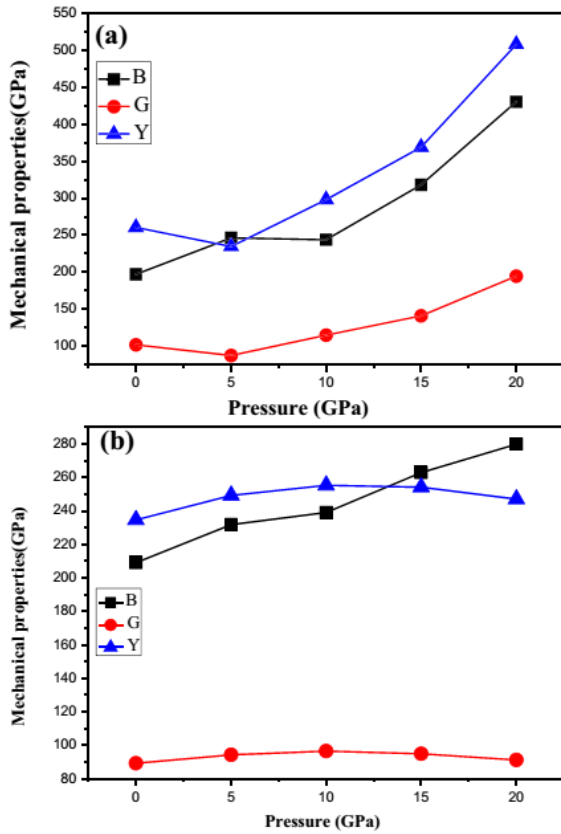 (a)
B
G
Y
Mechanical properties(GPa)
550
500
450
400
350
300
250
200
150
100
0 5 10 15 20
Pressure (GPa)
(b)
B
G
Y
Mechanical properties(GPa)
280
260
240
220
200
180
160
140
120
100
80
0 5 10 15 20
Pressure (GPa)